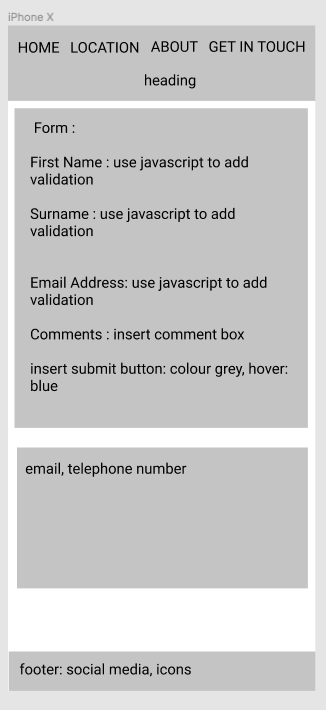 iPhone X
HOME LOCATION ABOUT GET IN TOUCH
heading
Form :
First Name : use javascript to add
validation
Surname : use javascript to add
validation
Email Address: use javascript to add
validation
Comments : insert comment box
insert submit button: colour grey, hover:
blue
email, telephone number
footer: social media, icons